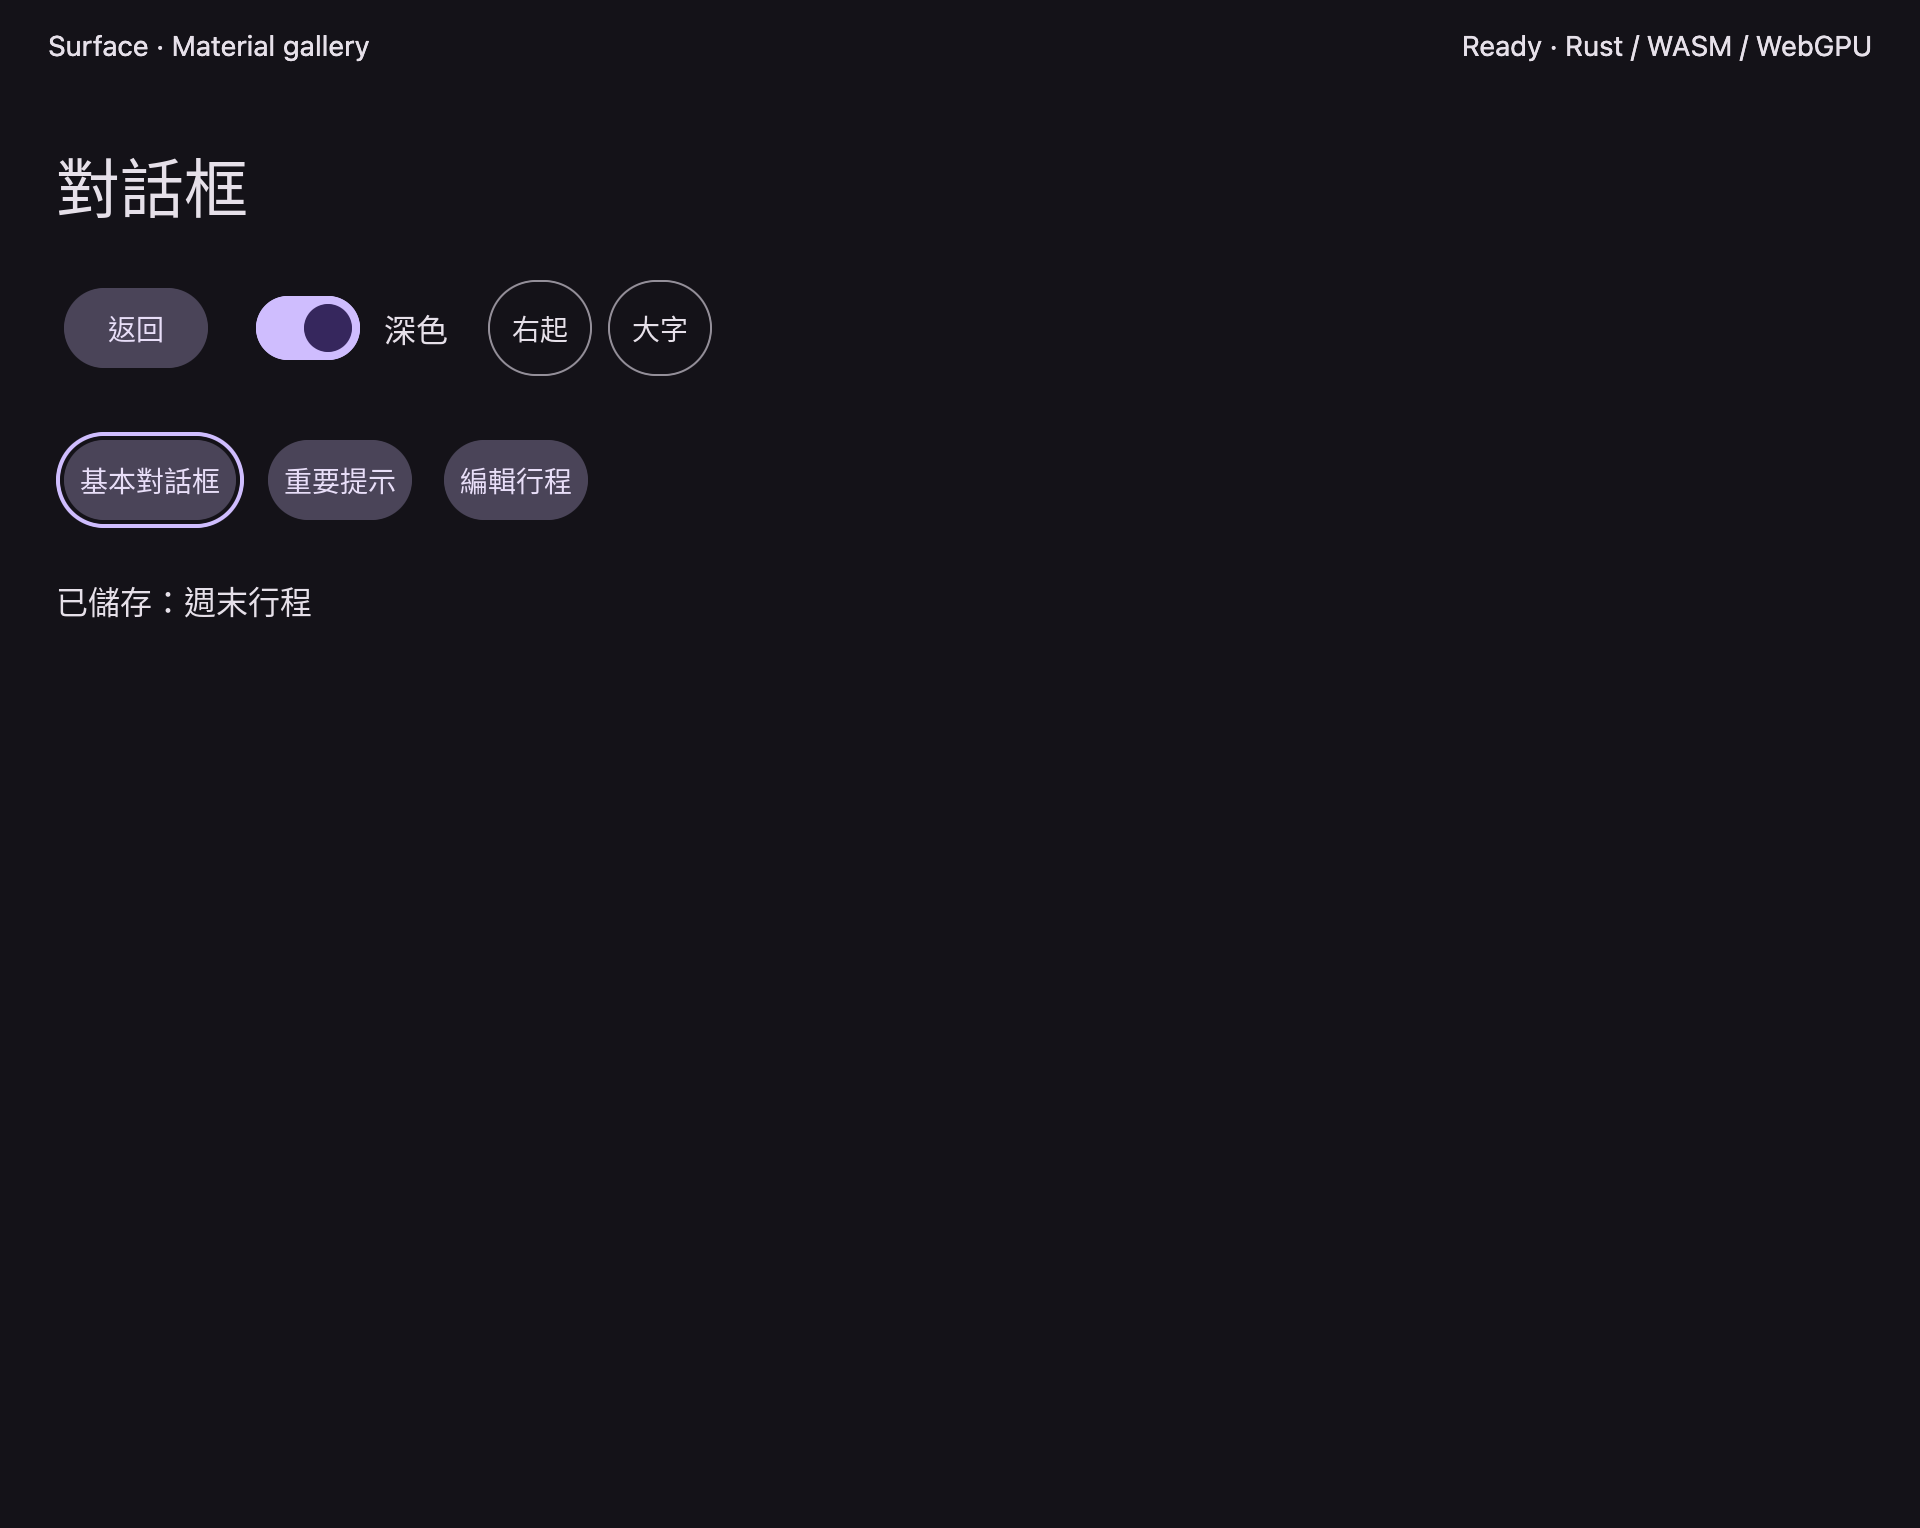 Surface · Material gallery
Ready · Rust / WASM / WebGPU
對話框
返回
深色
右起
大字
基本對話框
重要提示
編輯行程
已儲存：週末行程